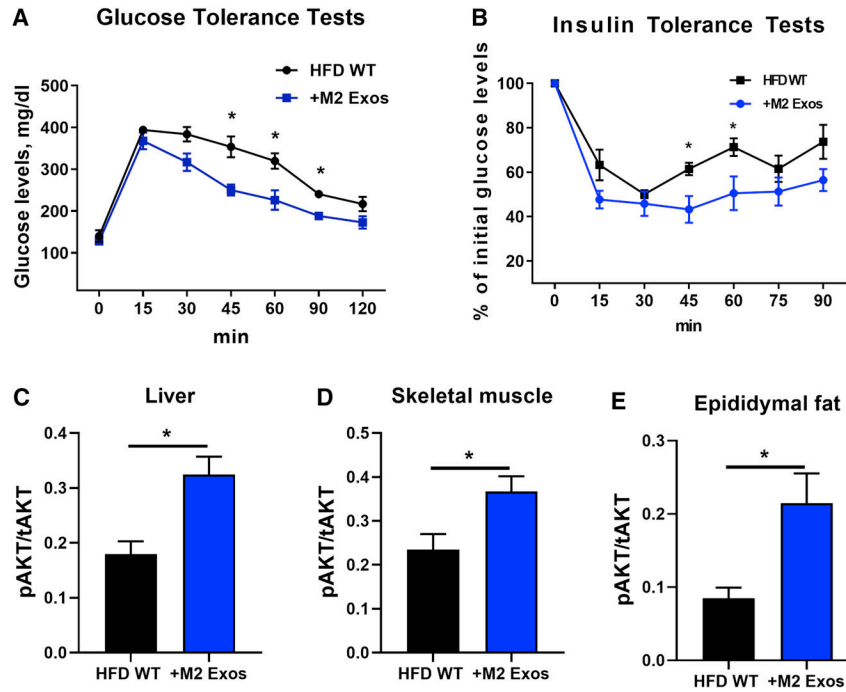 A
Glucose Tolerance Tests
HFD WT
+M2 Exos
Glucose levels, mg/dl
500
400
300
200
100
* * *
0 15 30 45 60 90 120
min
B
Insulin Tolerance Tests
HFD WT
+M2 Exos
% of initial glucose levels
100
80
60
40
20
* *
0 15 30 45 60 75 90
min
C
Liver
pAKT/tAKT
0.4
0.3
0.2
0.1
0.0
*
HFD WT +M2 Exos
D
Skeletal muscle
pAKT/tAKT
0.5
0.4
0.3
0.2
0.1
0.0
*
HFD WT +M2 Exos
E
Epididymal fat
pAKT/tAKT
0.3
0.2
0.1
0.0
*
HFD WT +M2 Exos